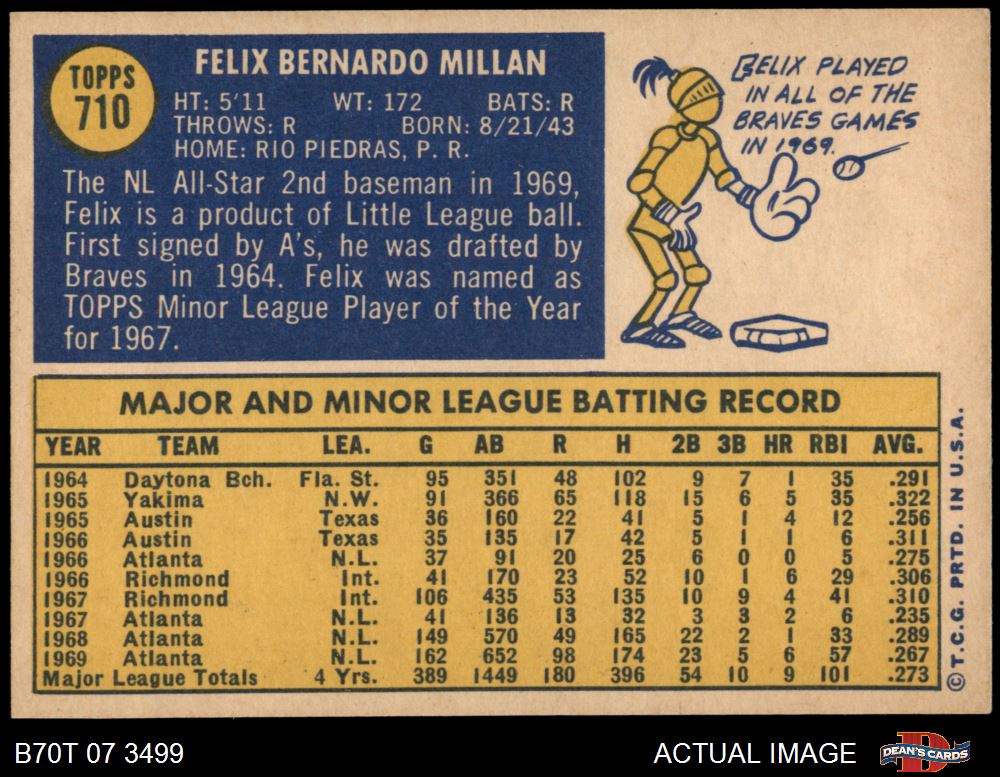 TOPPS
710
FELIX BERNARDO MILLAN
HT: 5'11 WT: 172 BATS: R
THROWS: R BORN: 8/21/43
HOME: RIO PIEDRAS, P. R.
The NL All-Star 2nd baseman in 1969,
Felix is a product of Little League ball.
First signed by A's, he was drafted by
Braves in 1964. Felix was named as
TOPPS Minor League Player of the Year
for 1967.
FELIX PLAYED
IN ALL OF THE
BRAVES GAMES
IN 1969.
MAJOR AND MINOR LEAGUE BATTING RECORD
YEAR TEAM LEA. G AB R H 2B 3B HR RBI AVG.
1964 Daytona Bch. Fla. St. 95 351 48 102 9 7 1 35 .291
1965 Yakima N.W. 91 366 65 118 15 6 5 35 .322
1965 Austin Texas 36 160 22 41 5 1 4 12 .256
1966 Austin Texas 35 135 17 42 5 1 1 6 .311
1966 Atlanta N.L. 37 91 20 25 6 0 0 5 .275
1966 Richmond Int. 41 170 23 52 10 1 6 29 .306
1967 Richmond Int. 106 435 53 135 10 9 4 41 .310
1967 Atlanta N.L. 41 136 13 32 3 3 2 6 .235
1968 Atlanta N.L. 149 570 49 165 22 2 1 33 .289
1969 Atlanta N.L. 162 652 98 174 23 5 6 57 .267
Major League Totals 4 Yrs. 389 1449 180 396 54 10 9 101 .273
©T.C.G. PRTD. IN U.S.A.
B70T 07 3499
ACTUAL IMAGE
DEAN'S CARDS